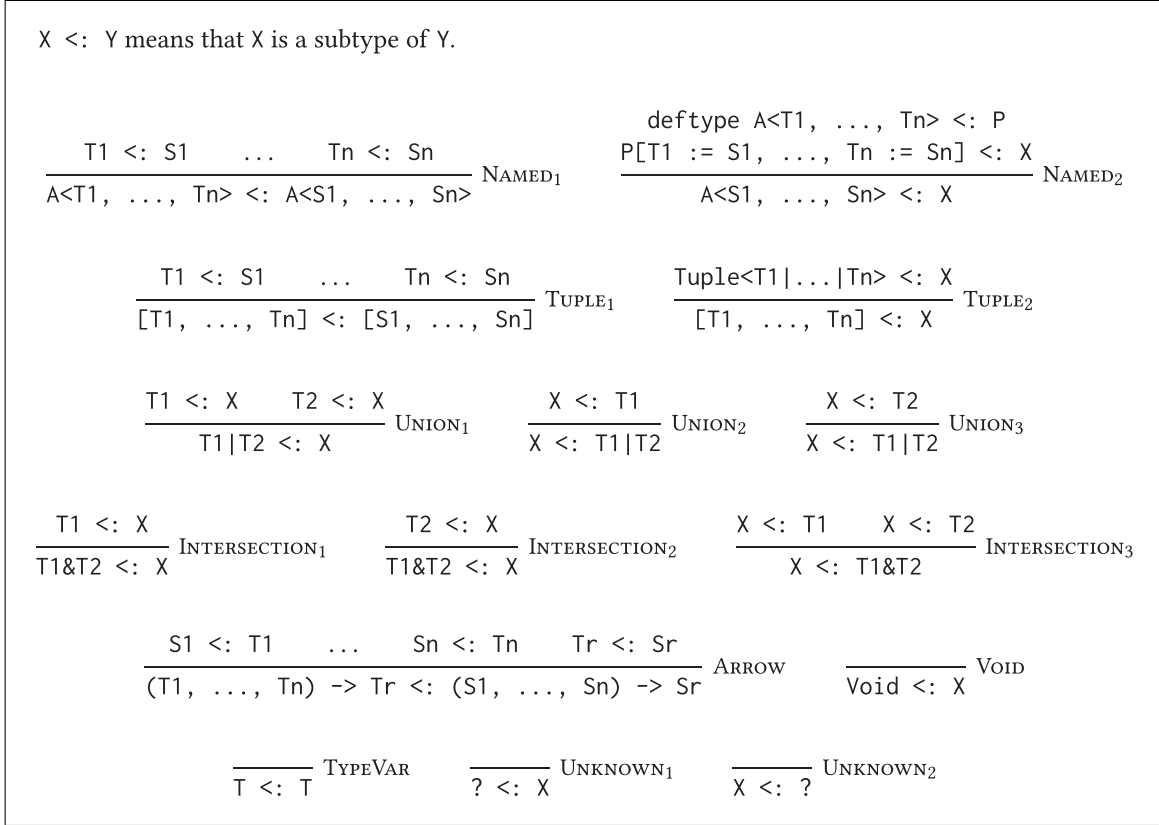 X <: Y means that X is a subtype of Y.
deftype A<T1, ..., Tn> <: P
T1 <: S1 ... Tn <: Sn
P[T1 := S1, ..., Tn := Sn] <: X
NAMED1
NAMED2
A<T1, ..., Tn> <: A<S1, ..., Sn>
A<S1, ..., Sn> <: X
T1 <: S1 ... Tn <: Sn
Tuple<T1|...|Tn> <: X
TUPLE1
TUPLE2
[T1, ..., Tn] <: [S1, ..., Sn]
[T1, ..., Tn] <: X
T1 <: X T2 <: X
X <: T1
X <: T2
UNION1
UNION2
UNION3
T1|T2 <: X
X <: T1|T2
X <: T1|T2
T1 <: X
T2 <: X
X <: T1 X <: T2
INTERSECTION1
INTERSECTION2
INTERSECTION3
T1&T2 <: X
T1&T2 <: X
X <: T1&T2
S1 <: T1 ... Sn <: Tn Tr <: Sr
ARROW
VOID
(T1, ..., Tn) -> Tr <: (S1, ..., Sn) -> Sr
Void <: X
TYPEVAR
UNKNOWN1
UNKNOWN2
T <: T
? <: X
X <: ?